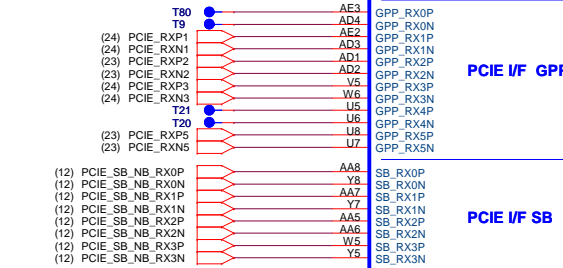 T80 AE3 GPP_RX0P
T9 AD4 GPP_RX0N
(24) PCIE_RXP1 AE2 GPP_RX1P
(24) PCIE_RXN1 AD3 GPP_RX1N
(23) PCIE_RXP2 AD1 GPP_RX2P
(23) PCIE_RXN2 AD2 GPP_RX2N
PCIE I/F GPP
(24) PCIE_RXP3 V5 GPP_RX3P
(24) PCIE_RXN3 W6 GPP_RX3N
T21 U5 GPP_RX4P
T20 U6 GPP_RX4N
(23) PCIE_RXP5 U8 GPP_RX5P
(23) PCIE_RXN5 U7 GPP_RX5N
(12) PCIE_SB_NB_RX0P AA8 SB_RX0P
(12) PCIE_SB_NB_RX0N Y8 SB_RX0N
(12) PCIE_SB_NB_RX1P AA7 SB_RX1P
(12) PCIE_SB_NB_RX1N Y7 SB_RX1N
(12) PCIE_SB_NB_RX2P AA5 SB_RX2P
PCIE I/F SB
(12) PCIE_SB_NB_RX2N AA6 SB_RX2N
(12) PCIE_SB_NB_RX3P W5 SB_RX3P
(12) PCIE_SB_NB_RX3N Y5 SB_RX3N